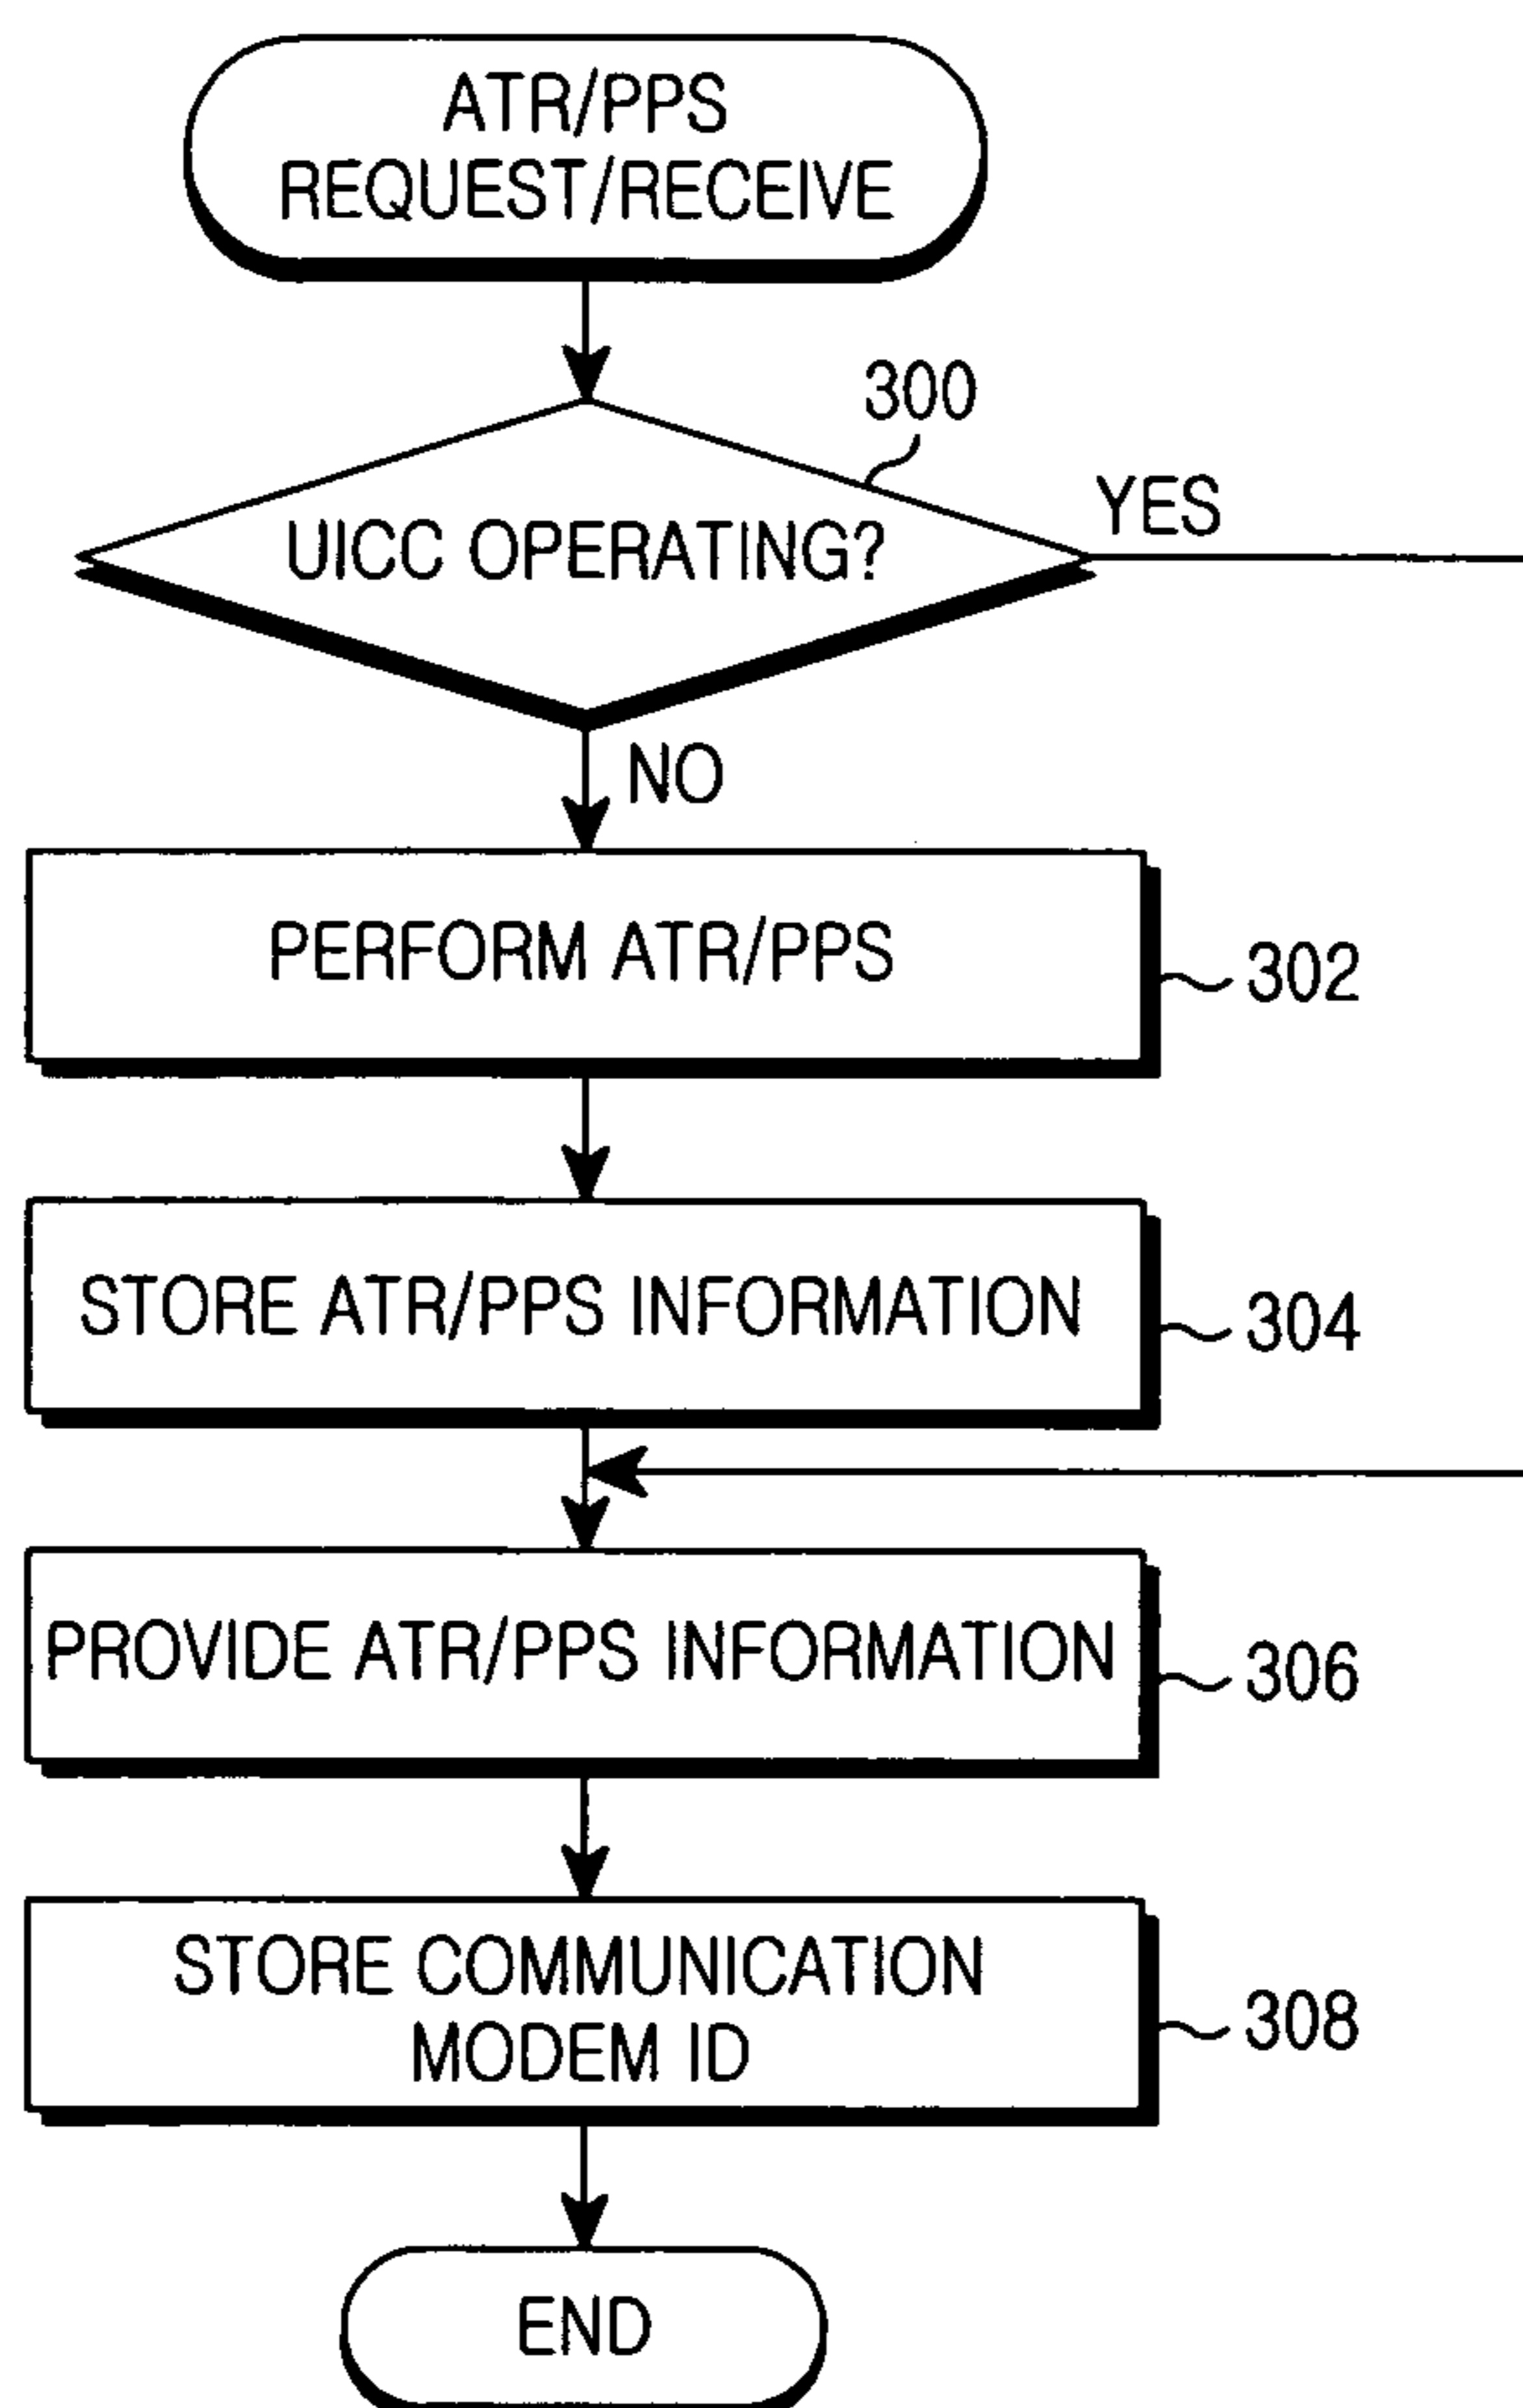 ATR/PPS
REQUEST/RECEIVE
300
UICC OPERATING?
YES
NO
PERFORM ATR/PPS
302
STORE ATR/PPS INFORMATION
304
PROVIDE ATR/PPS INFORMATION
306
STORE COMMUNICATION
MODEM ID
308
END